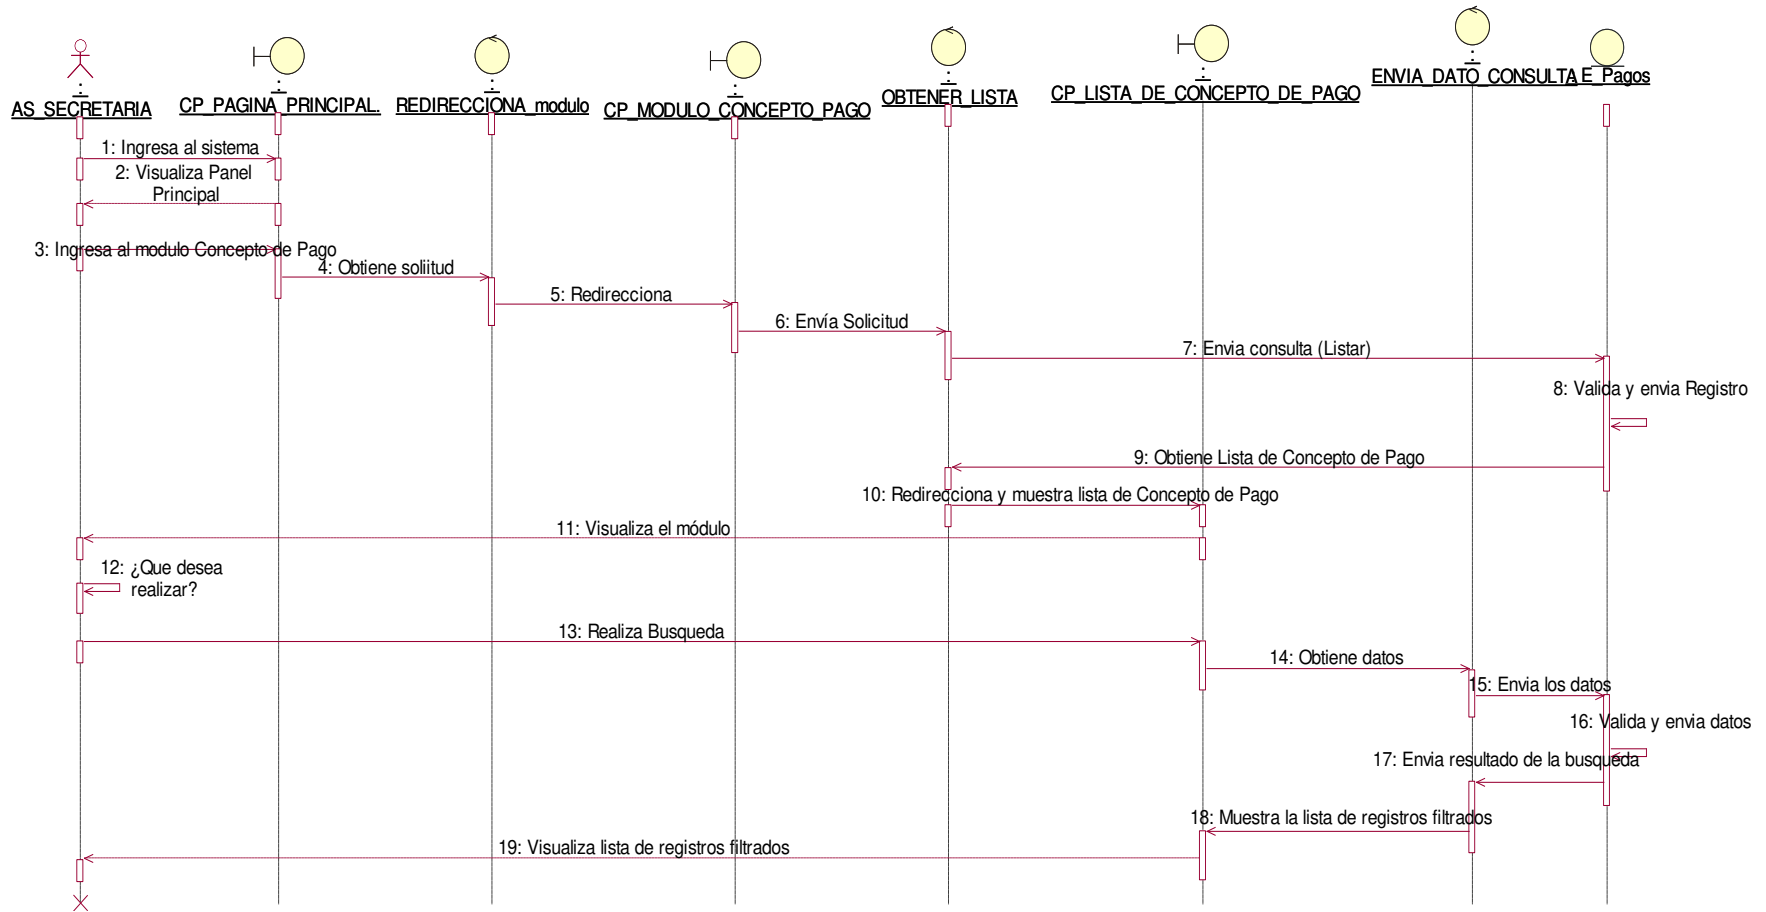 AS_SECRETARIA
CP_PAGINA_PRINCIPAL.
REDIRECCIONA_modulo
CP_MODULO_CONCEPTO_PAGO
OBTENER_LISTA
CP_LISTA_DE_CONCEPTO_DE_PAGO
ENVIA_DATO_CONSULTA
E_Pagos
1: Ingresa al sistema
2: Visualiza Panel
Principal
3: Ingresa al modulo Concepto de Pago
4: Obtiene soliitud
5: Redirecciona
6: Envía Solicitud
7: Envia consulta (Listar)
8: Valida y envia Registro
9: Obtiene Lista de Concepto de Pago
10: Redirecciona y muestra lista de Concepto de Pago
11: Visualiza el módulo
12: ¿Que desea
realizar?
13: Realiza Busqueda
14: Obtiene datos
15: Envia los datos
16: Valida y envia datos
17: Envia resultado de la busqueda
18: Muestra la lista de registros filtrados
19: Visualiza lista de registros filtrados